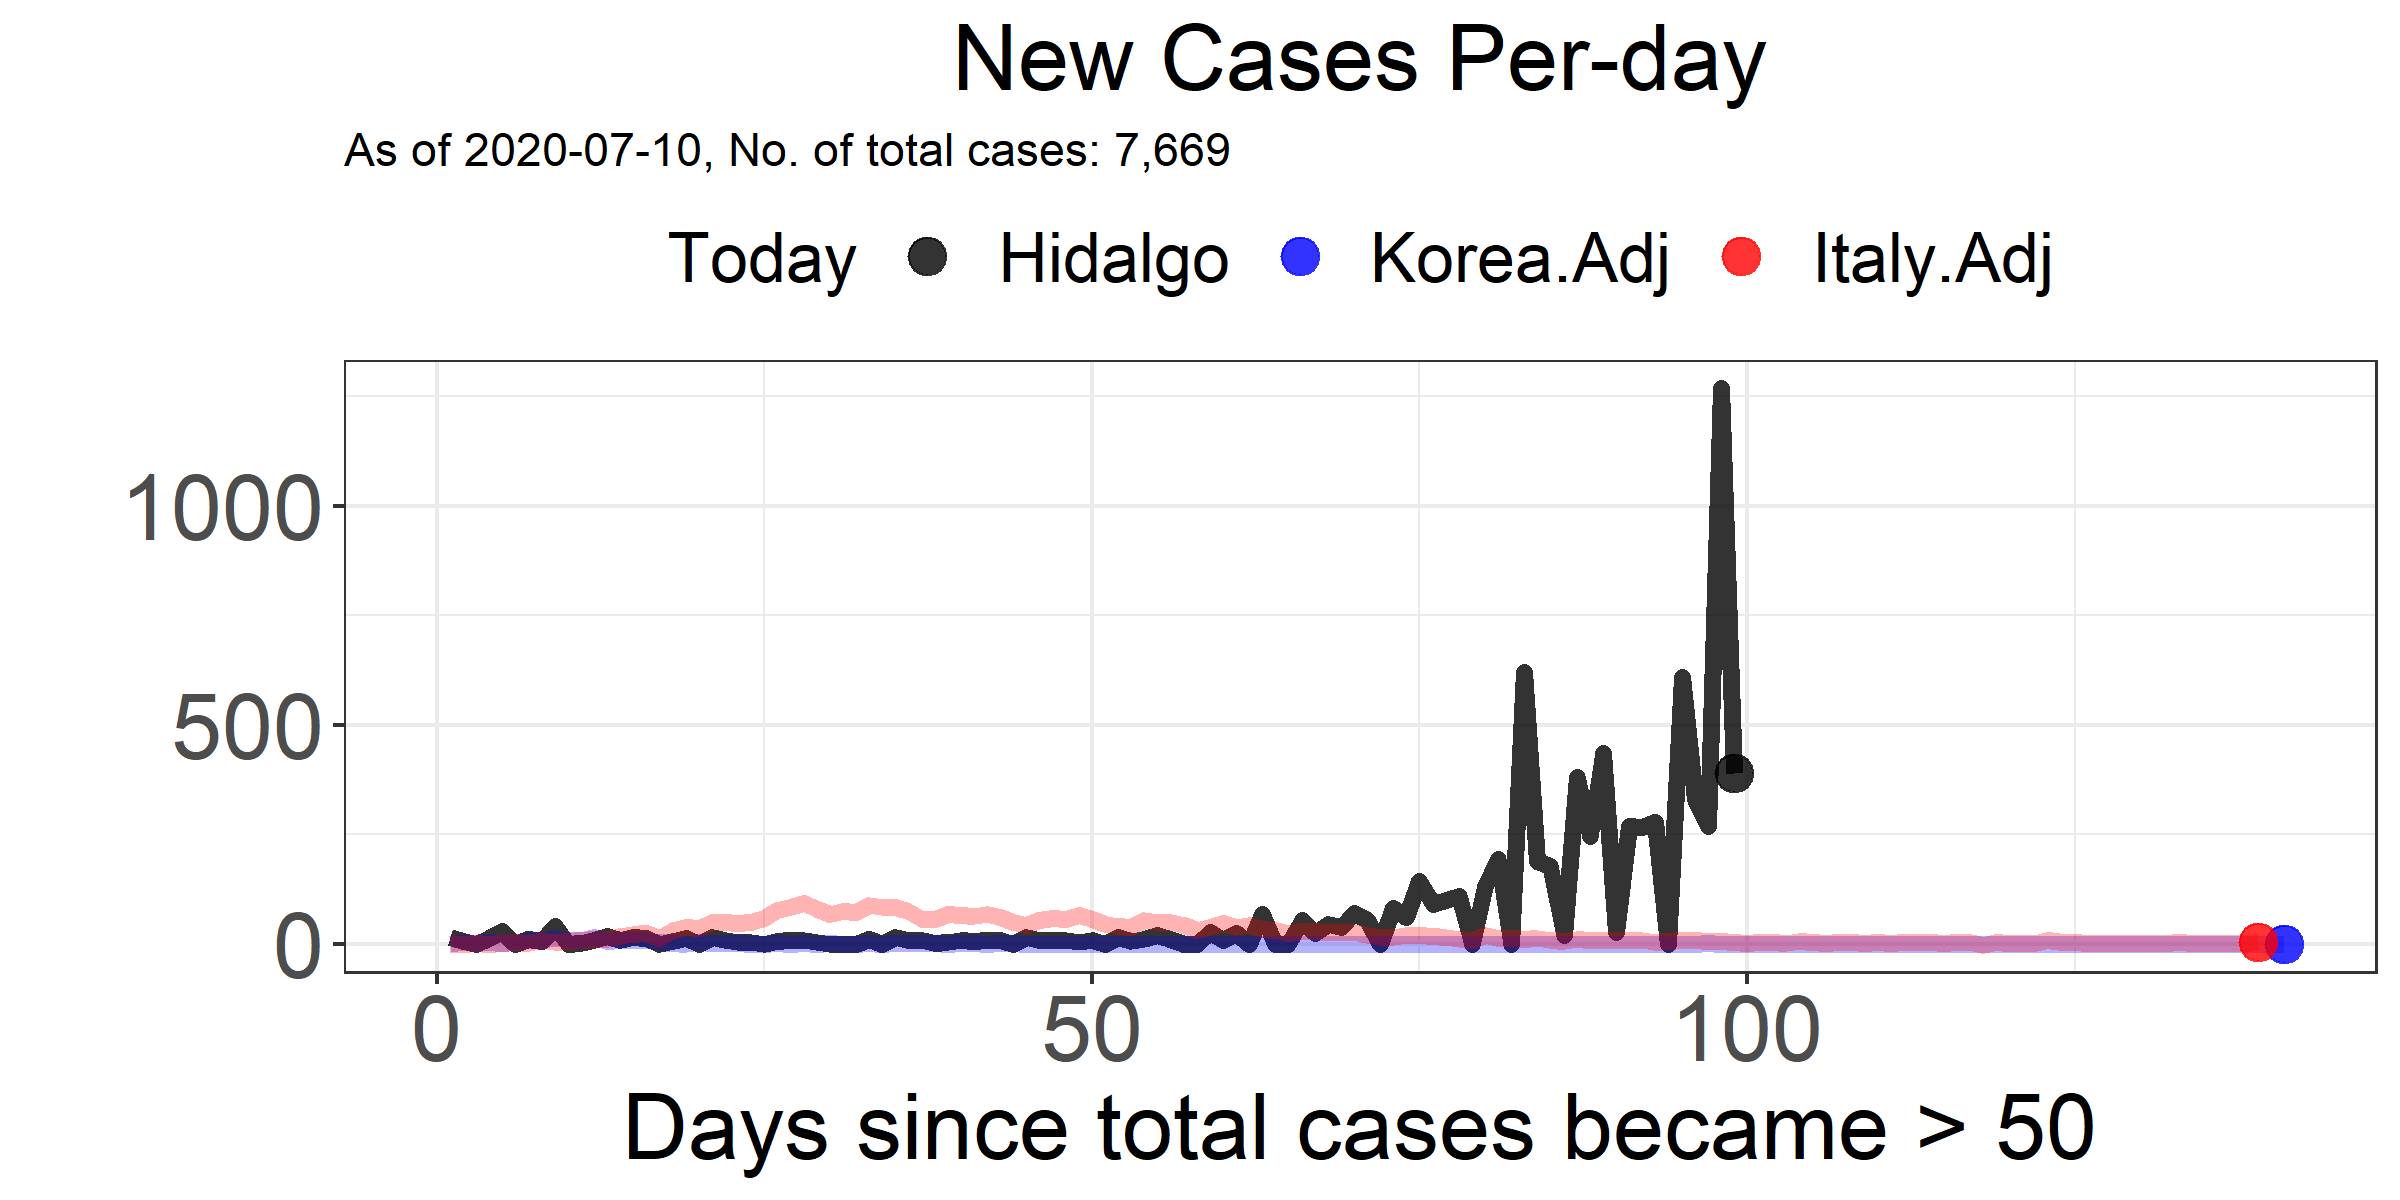 New Cases Per-day
As of 2020-07-10, No. of total cases: 7,669
Today Hidalgo Korea.Adj Italy.Adj
1000
500
0
0 50 100
Days since total cases became > 50